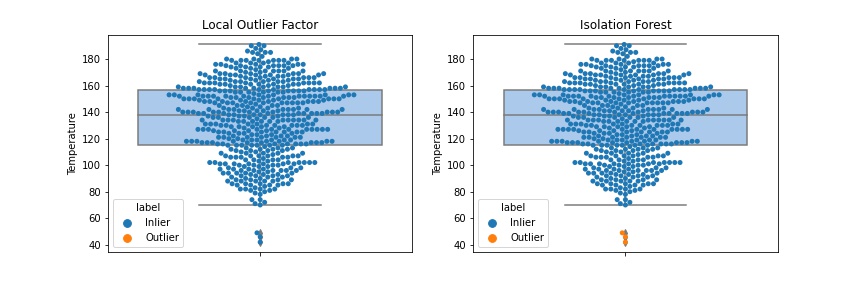 Local Outlier Factor
Temperature
180
160
140
120
100
80
60
40
label
Inlier
Outlier
Isolation Forest
Temperature
180
160
140
120
100
80
60
40
label
Inlier
Outlier